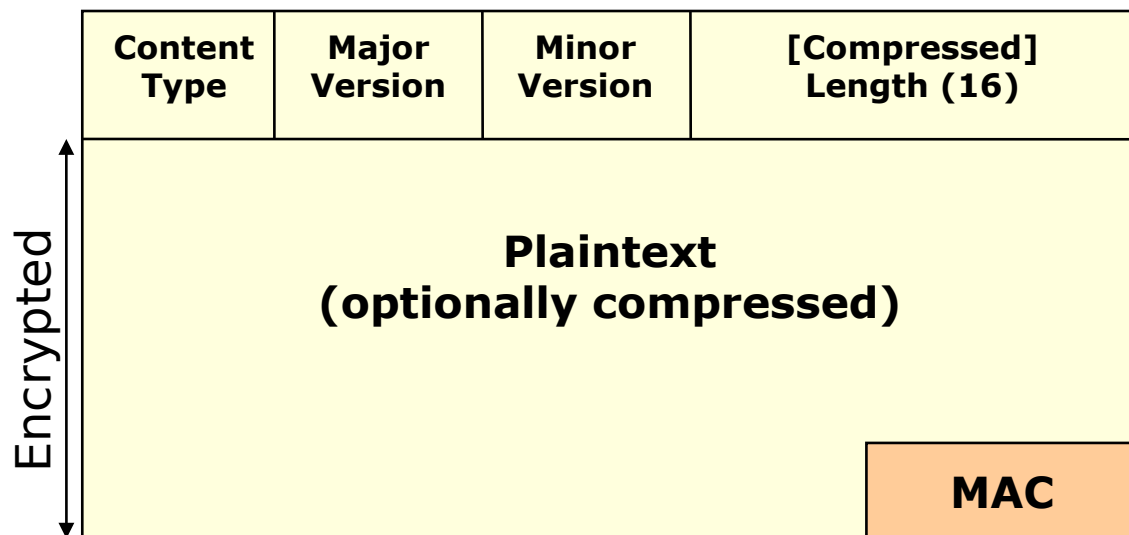 Content
Type
Major
Version
Minor
Version
[Compressed]
Length (16)
Encrypted
Plaintext
(optionally compressed)
MAC